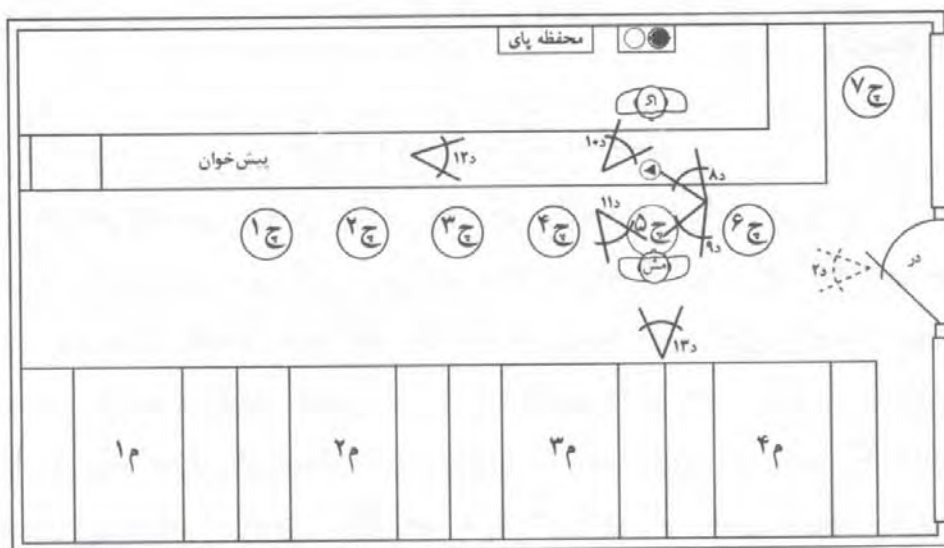 محفظه پای
چ۷
گا
د۱۰
د۱۲
پیش‌خوان
د۸
د۱۱
چ۱
چ۲
چ۳
چ۴
چ۵
چ۶
د۹
مش
د۲
در
د۱۳
م۱
م۲
م۳
م۴